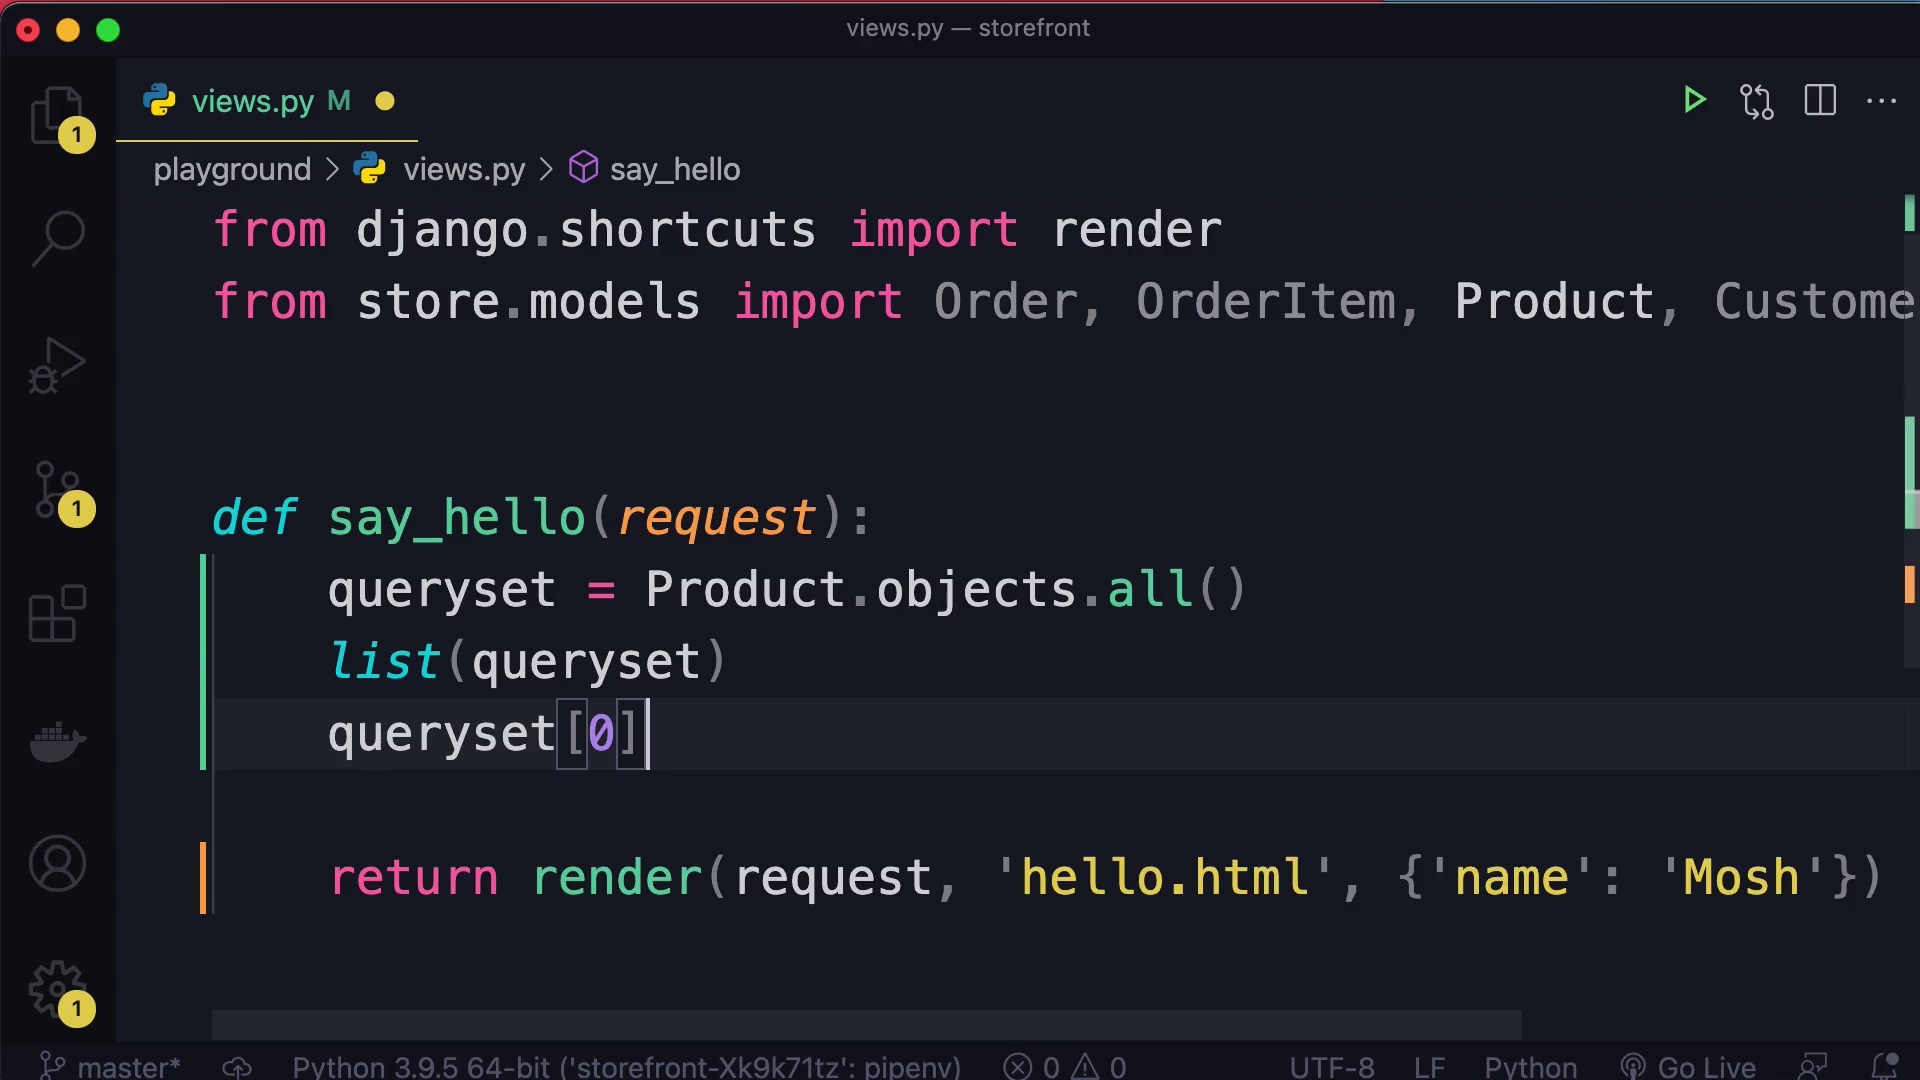 views.py — storefront
views.py M
1
playground > views.py > say_hello
from django.shortcuts import render
from store.models import Order, OrderItem, Product, Custome
def say_hello(request):
1
queryset = Product.objects.all()
list(queryset)
queryset[0]
return render(request, 'hello.html', {'name': 'Mosh'})
1
master* Python 3.9.5 64-bit ('storefront-Xk9k71tz': pipenv) 0 0 UTF-8 LF Python Go Live